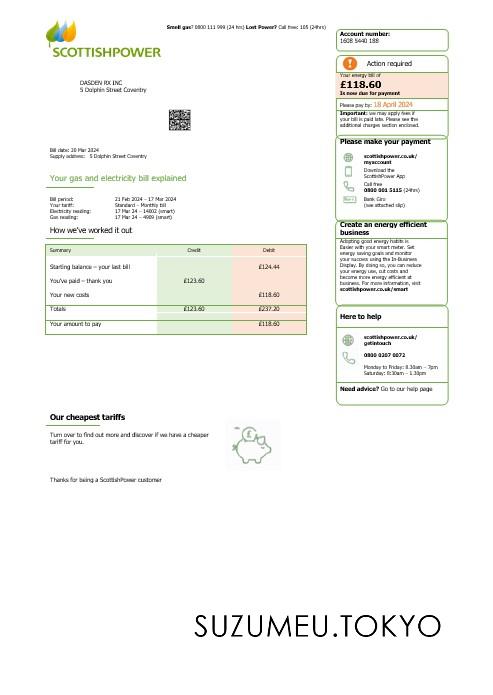 Smell gas? 0800 111 999 (24 hrs) Lost Power? Call free: 105 (24hrs)
SCOTTISHPOWER
DASDEN RX INC
5 Dolphin Street Coventry
Bill date: 20 Mar 2024
Supply address: 5 Dolphin Street Coventry
Your gas and electricity bill explained
Bill period: 21 Feb 2024 - 17 Mar 2024
Your tariff: Standard - Monthly bill
Electricity reading: 17 Mar 24 - 14002 (smart)
Gas reading: 17 Mar 24 - 4909 (smart)
How we've worked it out
Summary Credit Debit
Starting balance – your last bill £124.44
You've paid – thank you £123.60
Your new costs £118.60
Totals £123.60 £237.20
Your amount to pay £118.60
Our cheapest tariffs
Turn over to find out more and discover if we have a cheaper
tariff for you.
Thanks for being a ScottishPower customer
Account number:
1608 5440 188
Action required
Your energy bill of
£118.60
Is now due for payment
Please pay by: 18 April 2024
Important: we may apply fees if
your bill is paid late. Please see the
additional charges section enclosed.
Please make your payment
scottishpower.co.uk/
myaccount
Download the
ScottishPower App
Call free
0800 001 5115 (24hrs)
Bank Giro
(see attached slip)
Create an energy efficient
business
Adopting good energy habits is
Easier with your smart meter. Set
energy saving goals and monitor
your success using the In-Business
Display. By doing so, you can reduce
your energy use, cut costs and
become more energy efficient at
business. For more information, visit
scottishpower.co.uk/smart
Here to help
scottishpower.co.uk/
getintouch
0800 0207 0072
Monday to Friday: 8.30am – 7pm
Saturday: 8:30am – 1.30pm
Need advice? Go to our help page
SUZUMEU.TOKYO